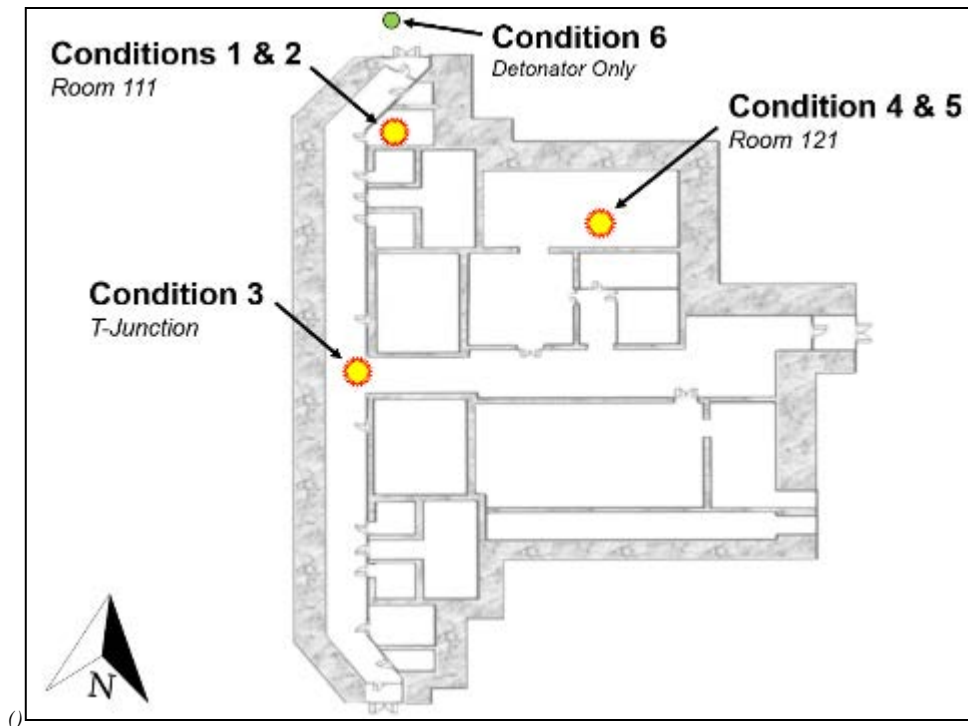 Condition 6
Detonator Only
Conditions 1 & 2
Room 111
Condition 4 & 5
Room 121
Condition 3
T-Junction
N
()